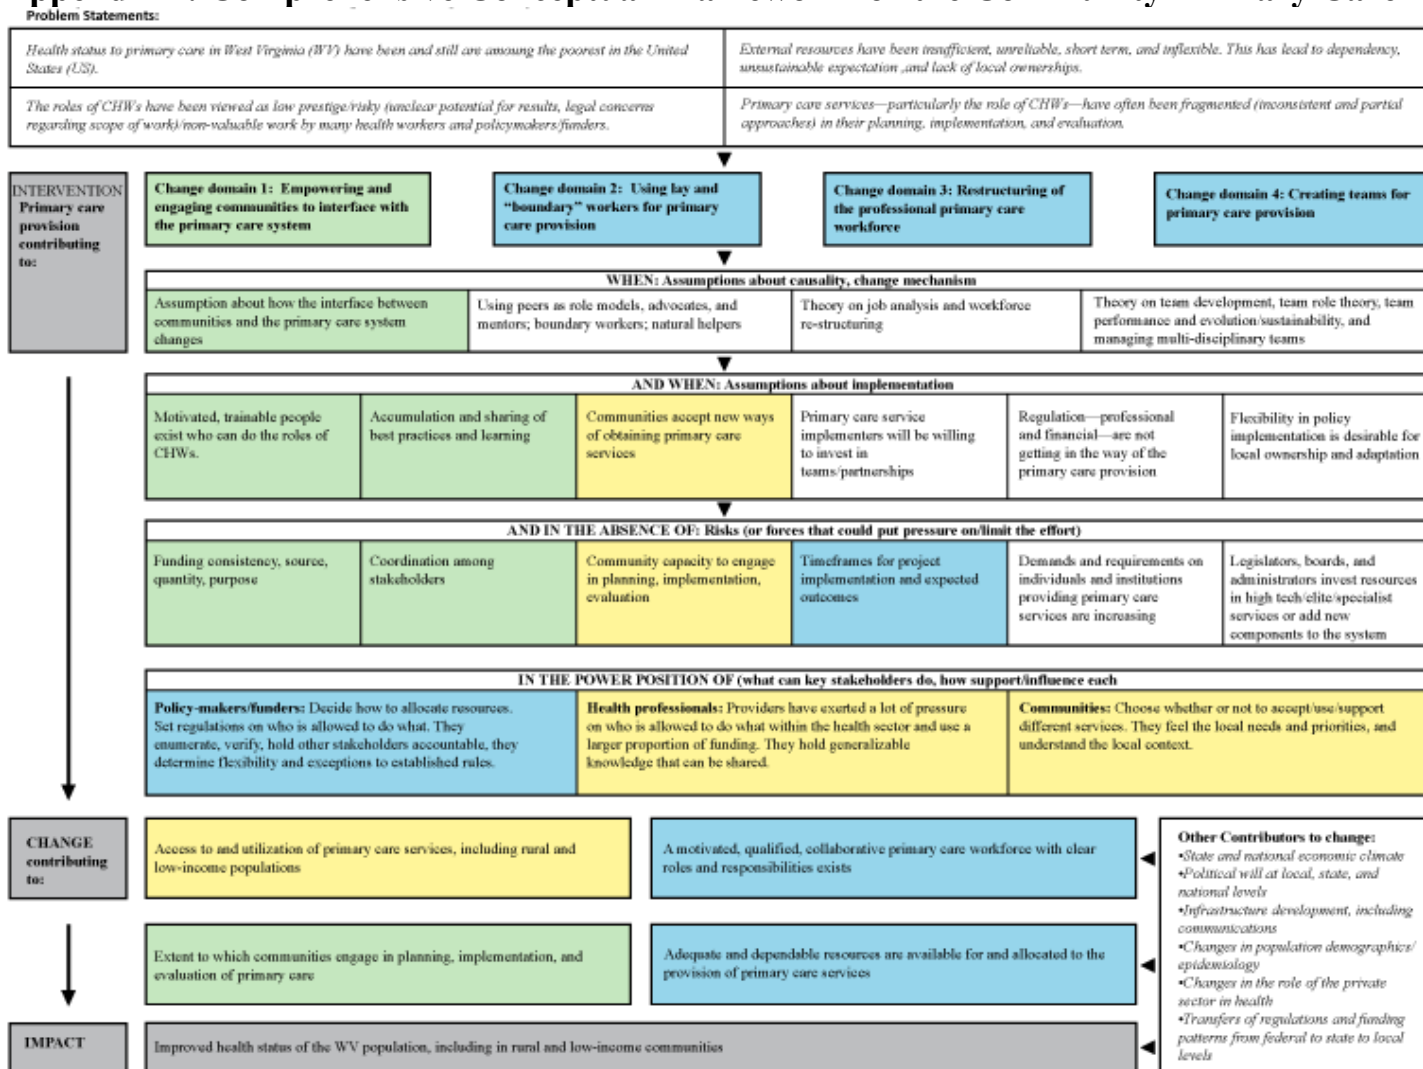 Problem Statements:
Health status to primary care in West Virginia (WV) have been and still are amoung the poorest in the United
States (US).
External resources have been insufficient, unreliable, short term, and inflexible. This has lead to dependency,
unsustainable expectation ,and lack of local ownerships.
The roles of CHWs have been viewed as low prestige/risky (unclear potential for results, legal concerns
regarding scope of work)/non-valuable work by many health workers and policymakers/funders.
Primary care services—particularly the role of CHWs—have often been fragmented (inconsistent and partial
approaches) in their planning, implementation, and evaluation.
INTERVENTION
Primary care
provision
contributing
to:
Change domain 1: Empowering and
engaging communities to interface with
the primary care system
Change domain 2: Using lay and
“boundary” workers for primary
care provision
Change domain 3: Restructuring of
the professional primary care
workforce
Change domain 4: Creating teams for
primary care provision
WHEN: Assumptions about causality, change mechanism
Assumption about how the interface between
communities and the primary care system
changes
Using peers as role models, advocates, and
mentors; boundary workers; natural helpers
Theory on job analysis and workforce
re-structuring
Theory on team development, team role theory, team
performance and evolution/sustainability, and
managing multi-disciplinary teams
AND WHEN: Assumptions about implementation
Motivated, trainable people
exist who can do the roles of
CHWs.
Accumulation and sharing of
best practices and learning
Communities accept new ways
of obtaining primary care
services
Primary care service
implementers will be willing
to invest in
teams/partnerships
Regulation—professional
and financial—are not
getting in the way of the
primary care provision
Flexibility in policy
implementation is desirable for
local ownership and adaptation
AND IN THE ABSENCE OF: Risks (or forces that could put pressure on/limit the effort)
Funding consistency, source,
quantity, purpose
Coordination among
stakeholders
Community capacity to engage
in planning, implementation,
evaluation
Timeframes for project
implementation and expected
outcomes
Demands and requirements on
individuals and institutions
providing primary care
services are increasing
Legislators, boards, and
administrators invest resources
in high tech/elite/specialist
services or add new
components to the system
IN THE POWER POSITION OF (what can key stakeholders do, how support/influence each
Policy-makers/funders: Decide how to allocate resources.
Set regulations on who is allowed to do what. They
enumerate, verify, hold other stakeholders accountable, they
determine flexibility and exceptions to established rules.
Health professionals: Providers have exerted a lot of pressure
on who is allowed to do what within the health sector and use a
larger proportion of funding. They hold generalizable
knowledge that can be shared.
Communities: Choose whether or not to accept/use/support
different services. They feel the local needs and priorities, and
understand the local context.
CHANGE
contributing
to:
Access to and utilization of primary care services, including rural and
low-income populations
A motivated, qualified, collaborative primary care workforce with clear
roles and responsibilities exists
Extent to which communities engage in planning, implementation, and
evaluation of primary care
Adequate and dependable resources are available for and allocated to the
provision of primary care services
Other Contributors to change:
•State and national economic climate
•Political will at local, state, and
national levels
•Infrastructure development, including
communications
•Changes in population demographics/
epidemiology
•Changes in the role of the private
sector in health
•Transfers of regulations and funding
patterns from federal to state to local
levels
IMPACT
Improved health status of the WV population, including in rural and low-income communities